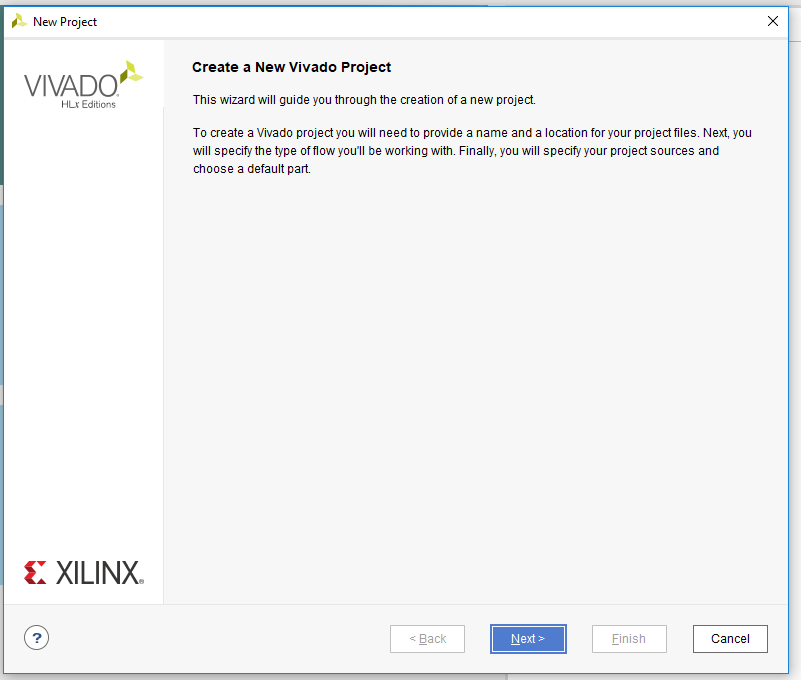 New Project
VIVADO
HLx Editions
Create a New Vivado Project
This wizard will guide you through the creation of a new project.
To create a Vivado project you will need to provide a name and a location for your project files. Next, you
will specify the type of flow you'll be working with. Finally, you will specify your project sources and
choose a default part.
XILINX®
?
< Back
Next >
Finish
Cancel